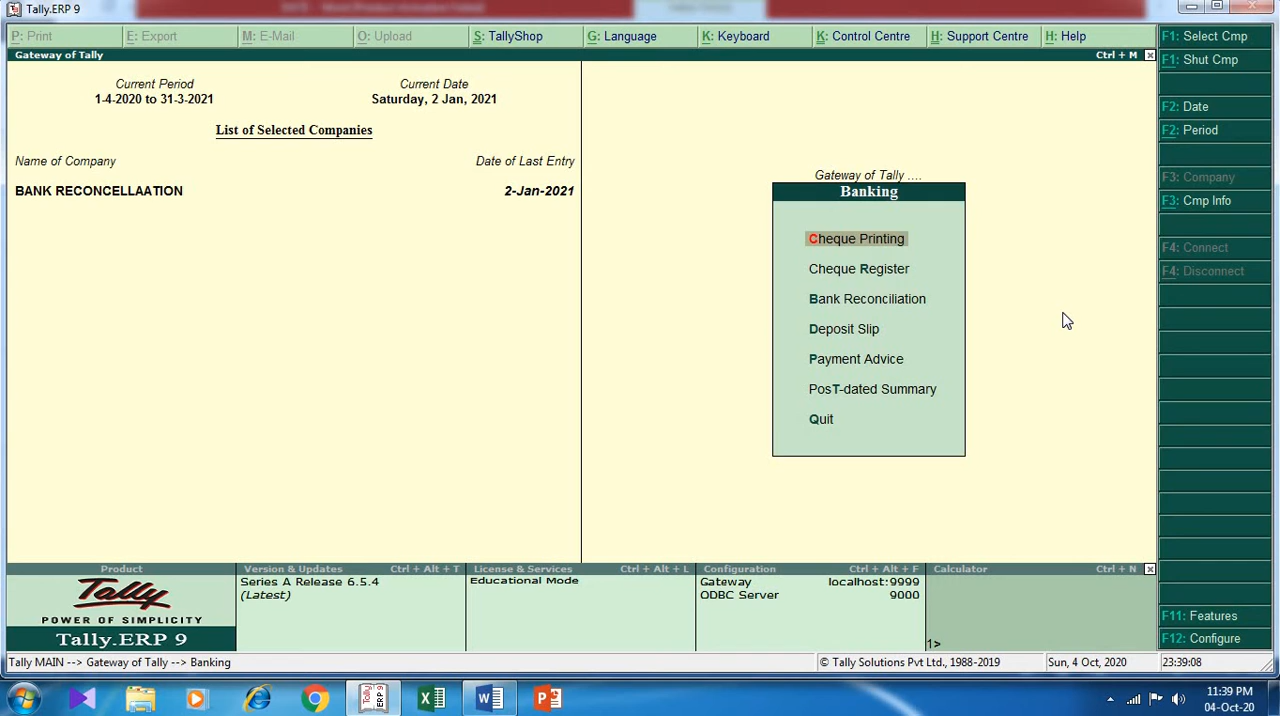 Tally.ERP 9
P: Print
E: Export
M: E-Mail
O: Upload
S: TallyShop
G: Language
K: Keyboard
K: Control Centre
H: Support Centre
H: Help
F1: Select Cmp
F1: Shut Cmp
F2: Date
F2: Period
F3: Company
F3: Cmp Info
F4: Connect
F4: Disconnect
F11: Features
F12: Configure
Gateway of Tally
Ctrl + M
Current Period
1-4-2020 to 31-3-2021
Current Date
Saturday, 2 Jan, 2021
List of Selected Companies
Name of Company
Date of Last Entry
BANK RECONCELLAATION
2-Jan-2021
Gateway of Tally ....
Banking
Cheque Printing
Cheque Register
Bank Reconciliation
Deposit Slip
Payment Advice
PosT-dated Summary
Quit
Product
Tally
POWER OF SIMPLICITY
Tally.ERP 9
Version & Updates
Ctrl + Alt + T
Series A Release 6.5.4
(Latest)
License & Services
Ctrl + Alt + L
Educational Mode
Configuration
Ctrl + Alt + F
Gateway
localhost:9999
ODBC Server
9000
Calculator
Ctrl + N
1>
Tally MAIN --> Gateway of Tally --> Banking
© Tally Solutions Pvt Ltd., 1988-2019
Sun, 4 Oct, 2020
23:39:08
11:39 PM
04-Oct-20